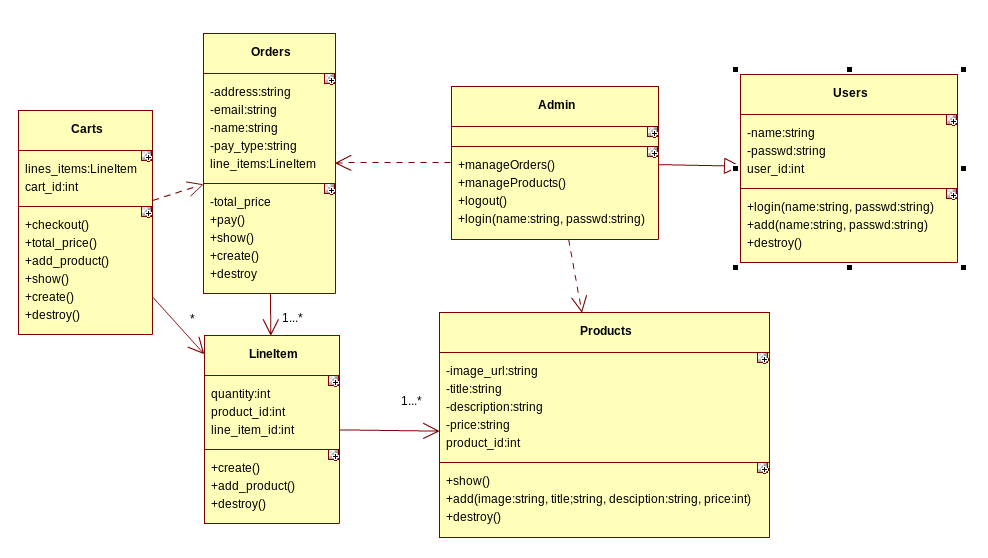 Carts
lines_items:LineItem
cart_id:int
+checkout()
+total_price()
+add_product()
+show()
+create()
+destroy()
Orders
-address:string
-email:string
-name:string
-pay_type:string
line_items:LineItem
-total_price
+pay()
+show()
+create()
+destroy
Admin
+manageOrders()
+manageProducts()
+logout()
+login(name:string, passwd:string)
Users
-name:string
-passwd:string
user_id:int
+login(name:string, passwd:string)
+add(name:string, passwd:string)
+destroy()
*
1...*
LineItem
quantity:int
product_id:int
line_item_id:int
+create()
+add_product()
+destroy()
1...*
Products
-image_url:string
-title:string
-description:string
-price:string
product_id:int
+show()
+add(image:string, title;string, desciption:string, price:int)
+destroy()